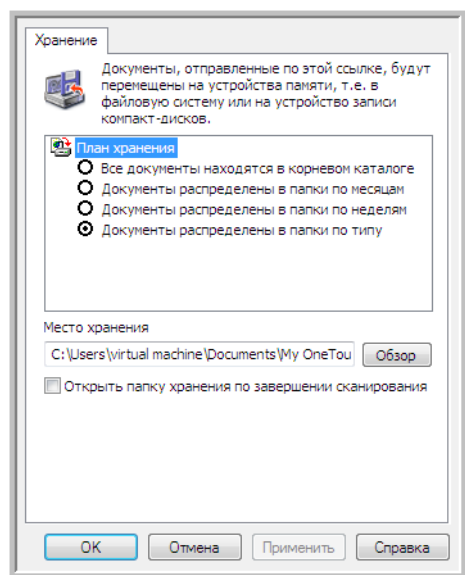 Хранение
Документы, отправленные по этой ссылке, будут
перемещены на устройства памяти, т.е. в
файловую систему или на устройство записи
компакт-дисков.
План хранения
Все документы находятся в корневом каталоге
Документы распределены в папки по месяцам
Документы распределены в папки по неделям
Документы распределены в папки по типу
Место хранения
C:\Users\virtual machine\Documents\My OneTou
Обзор
Открыть папку хранения по завершении сканирования
OK
Отмена
Применить
Справка